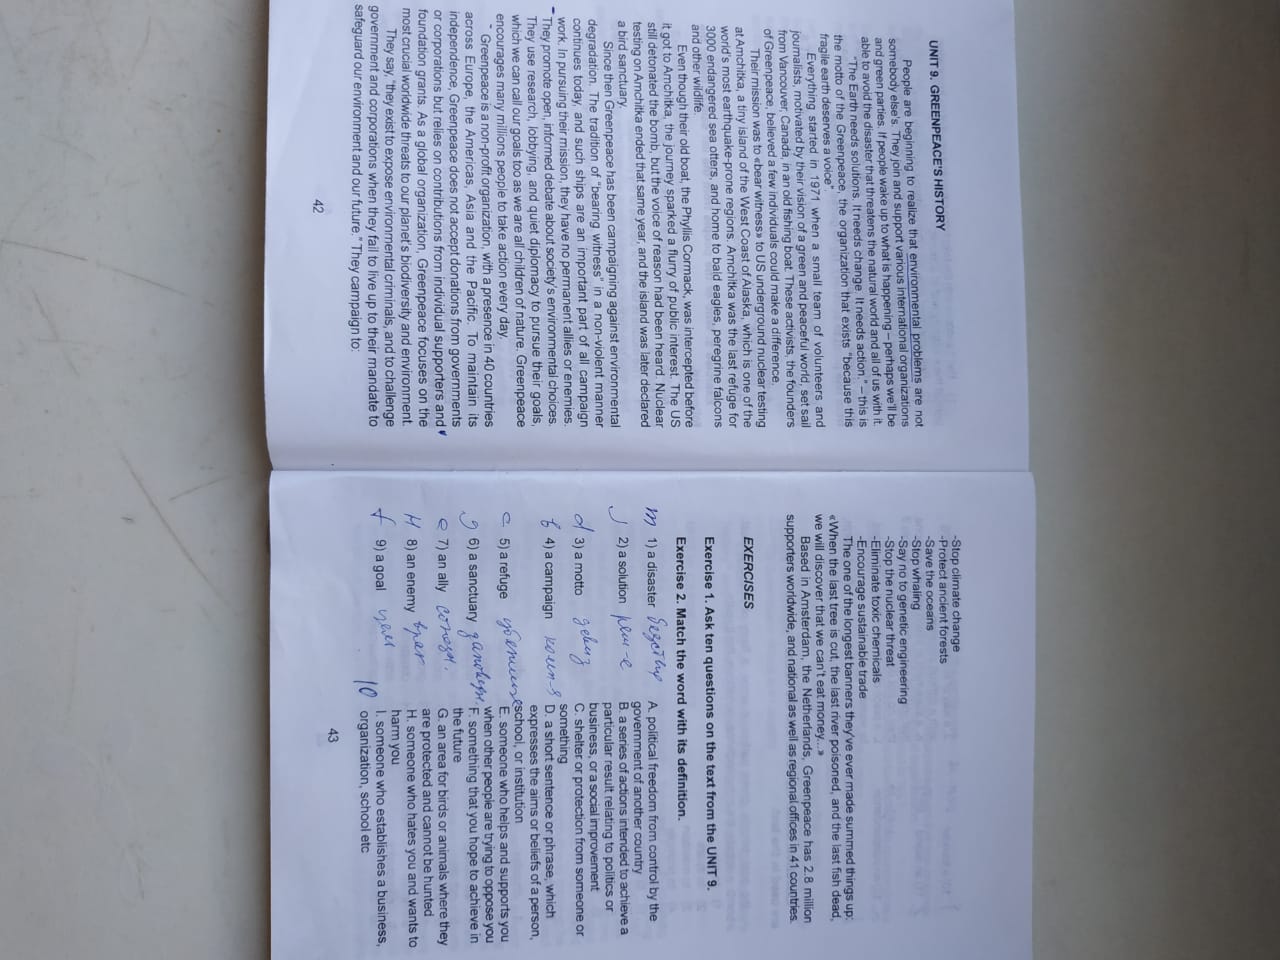 UNIT 9. GREENPEACE'S HISTORY
People are beginning to realize that environmental problems are not
somebody else's. They join and support various international organizations
and green parties. If people wake up to what is happening – perhaps we'll be
able to avoid the disaster that threatens the natural world and all of us with it.
"The Earth needs solutions. It needs change. It needs action." – this is
the motto of the Greenpeace, the organization that exists "because this
fragile earth deserves a voice".
Everything started in 1971 when a small team of volunteers and
journalists, motivated by their vision of a green and peaceful world, set sail
from Vancouver, Canada, in an old fishing boat. These activists, the founders
of Greenpeace, believed a few individuals could make a difference.
Their mission was to «bear witness» to US underground nuclear testing
at Amchitka, a tiny island of the West Coast of Alaska, which is one of the
world's most earthquake-prone regions. Amchitka was the last refuge for
3000 endangered sea otters, and home to bald eagles, peregrine falcons
and other wildlife.
Even though their old boat, the Phyllis Cormack, was intercepted before
it got to Amchitka, the journey sparked a flurry of public interest. The US
still detonated the bomb, but the voice of reason had been heard. Nuclear
testing on Amchitka ended that same year, and the island was later declared
a bird sanctuary.
Since then Greenpeace has been campaigning against environmental
degradation. The tradition of "bearing witness" in a non-violent manner
continues today, and such ships are an important part of all campaign
work. In pursuing their mission, they have no permanent allies or enemies.
They promote open, informed debate about society's environmental choices.
They use research, lobbying, and quiet diplomacy to pursue their goals,
which we can call our goals too as we are all children of nature. Greenpeace
encourages many millions people to take action every day.
Greenpeace is a non-profit organization, with a presence in 40 countries
across Europe, the Americas, Asia and the Pacific. To maintain its
independence, Greenpeace does not accept donations from governments
or corporations but relies on contributions from individual supporters and
foundation grants. As a global organization, Greenpeace focuses on the
most crucial worldwide threats to our planet's biodiversity and environment.
They say, "they exist to expose environmental criminals, and to challenge
government and corporations when they fail to live up to their mandate to
safeguard our environment and our future." They campaign to:
42
-Stop climate change
-Protect ancient forests
-Save the oceans
-Stop whaling
-Say no to genetic engineering
-Stop the nuclear threat
-Eliminate toxic chemicals
-Encourage sustainable trade
The one of the longest banners they've ever made summed things up:
«When the last tree is cut, the last river poisoned, and the last fish dead,
we will discover that we can't eat money...»
Based in Amsterdam, the Netherlands, Greenpeace has 2.8 million
supporters worldwide, and national as well as regional offices in 41 countries.
EXERCISES
Exercise 1. Ask ten questions on the text from the UNIT 9.
Exercise 2. Match the word with its definition.
m 1) a disaster бедствие
j 2) a solution реш-е
d 3) a motto девиз
b 4) a campaign
c 5) a refuge убежище
g 6) a sanctuary заповедн.
e 7) an ally союзн.
H 8) an enemy враг
f 9) a goal цель
10
A. political freedom from control by the
government of another country
B. a series of actions intended to achieve a
particular result relating to politics or
business, or a social improvement
C. shelter or protection from someone or
something
D. a short sentence or phrase, which
expresses the aims or beliefs of a person,
school, or institution
E. someone who helps and supports you
when other people are trying to oppose you
F. something that you hope to achieve in
the future
G. an area for birds or animals where they
are protected and cannot be hunted
H. someone who hates you and wants to
harm you
I. someone who establishes a business,
organization, school etc
43